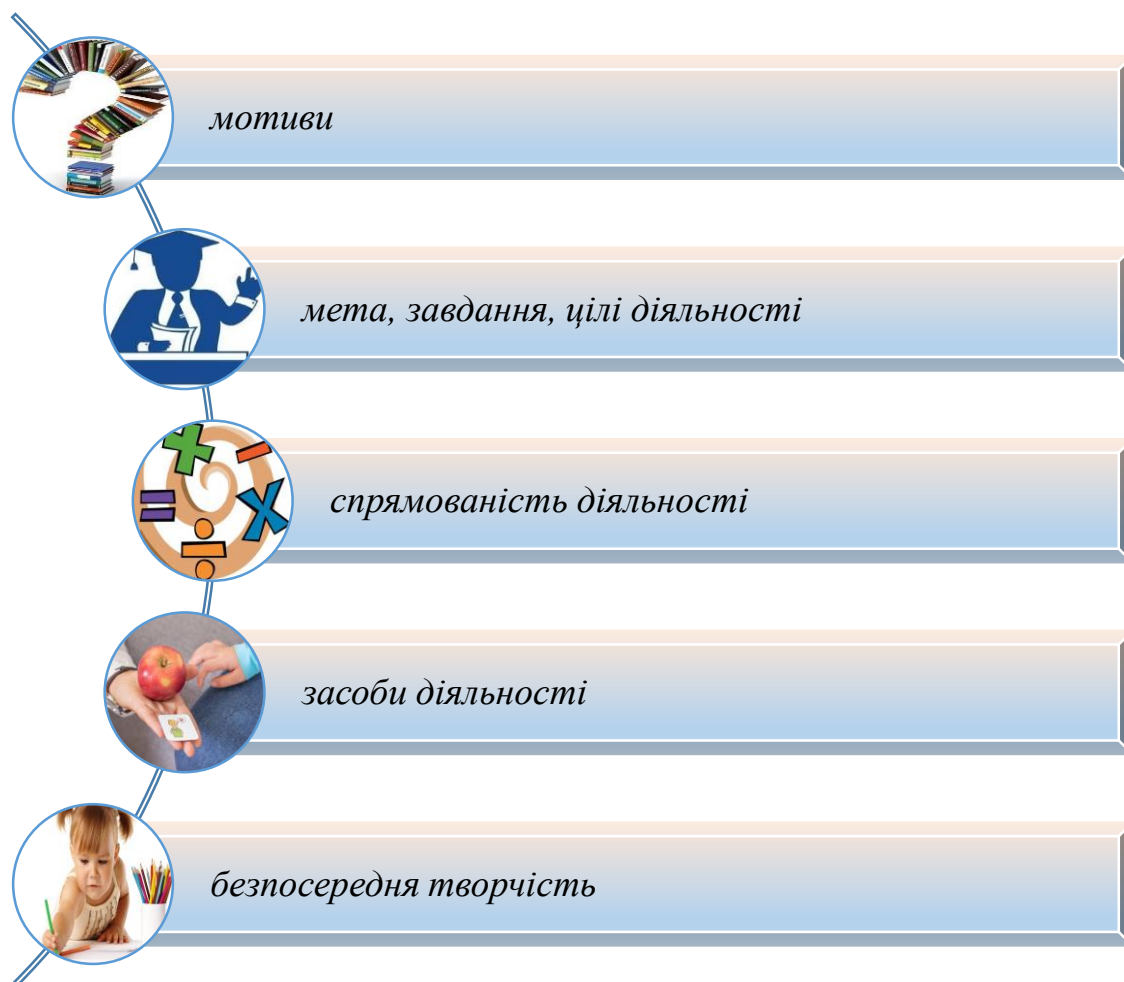 мотиви
мета, завдання, цілі діяльності
спрямованість діяльності
засоби діяльності
безпосередня творчість